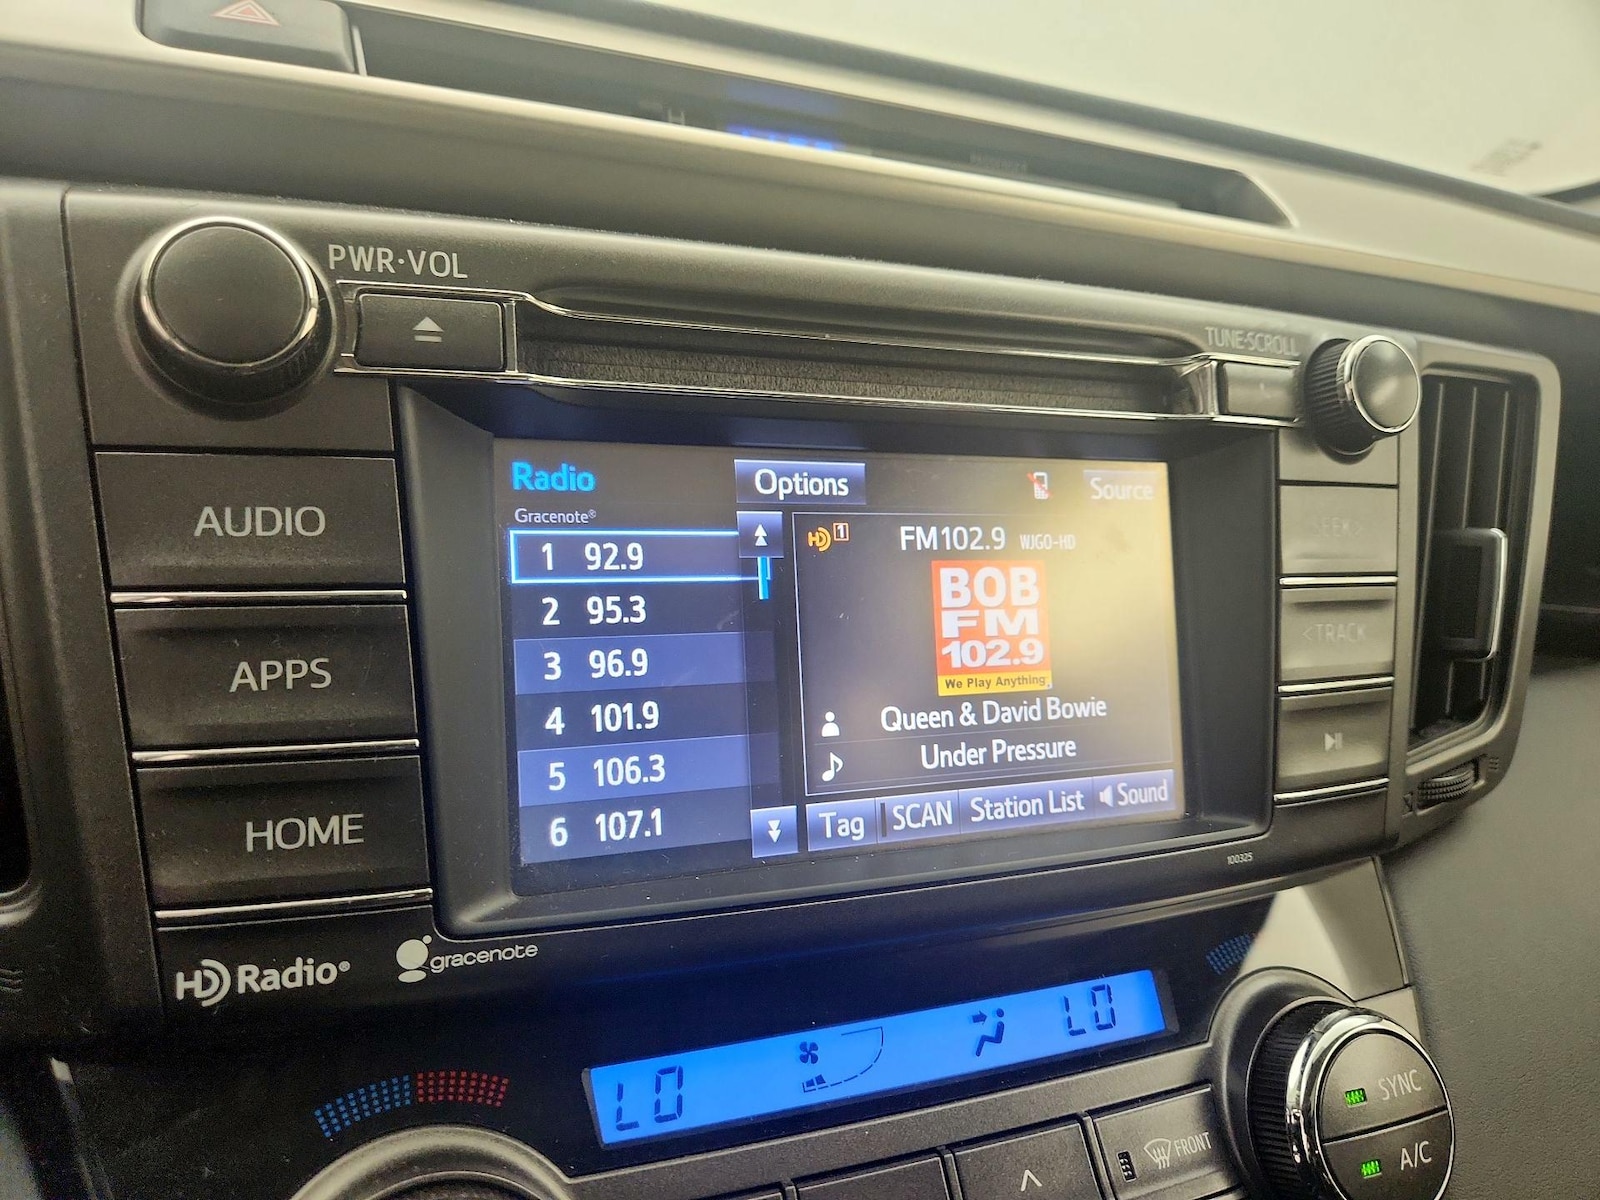 PWR·VOL
TUNE·SCROLL
AUDIO
APPS
HOME
SEEK>
<TRACK
Radio
Options
Source
Gracenote®
1 92.9
2 95.3
3 96.9
4 101.9
5 106.3
6 107.1
HD 1
FM102.9 WJGO-HD
BOB
FM
102.9
We Play Anything
Queen & David Bowie
Under Pressure
Tag
SCAN
Station List
Sound
100325
HD Radio®
gracenote
LO
LO
SYNC
A/C
FRONT